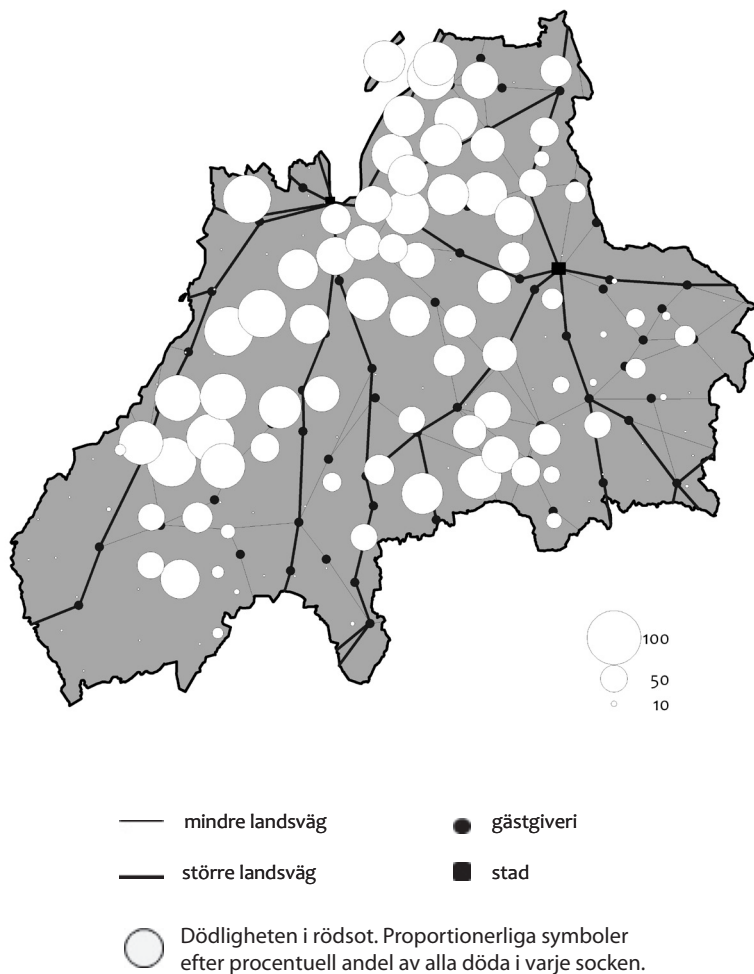 100
50
10
mindre landsväg
gästgiveri
större landsväg
stad
Dödligheten i rödsot. Proportionerliga symboler
efter procentuell andel av alla döda i varje socken.